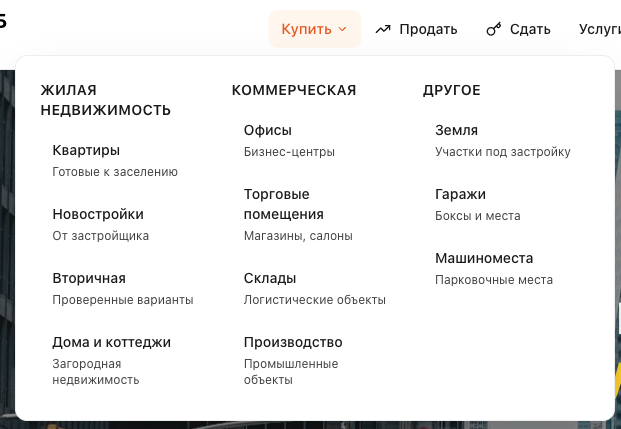 Б
Купить
Продать
Сдать
Услуги
ЖИЛАЯ
НЕДВИЖИМОСТЬ
Квартиры
Готовые к заселению
Новостройки
От застройщика
Вторичная
Проверенные варианты
Дома и коттеджи
Загородная
недвижимость
КОММЕРЧЕСКАЯ
Офисы
Бизнес-центры
Торговые
помещения
Магазины, салоны
Склады
Логистические объекты
Производство
Промышленные
объекты
ДРУГОЕ
Земля
Участки под застройку
Гаражи
Боксы и места
Машиноместа
Парковочные места